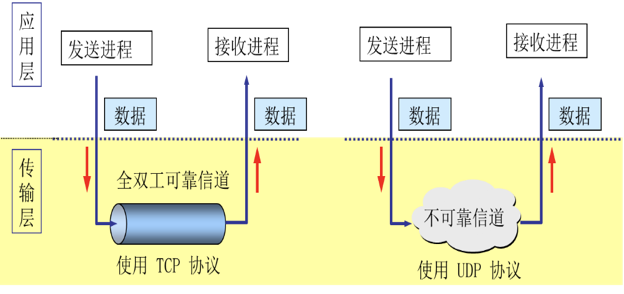 应用层
发送进程
接收进程
数据
数据
发送进程
接收进程
数据
数据
传输层
全双工可靠信道
使用 TCP 协议
不可靠信道
使用 UDP 协议